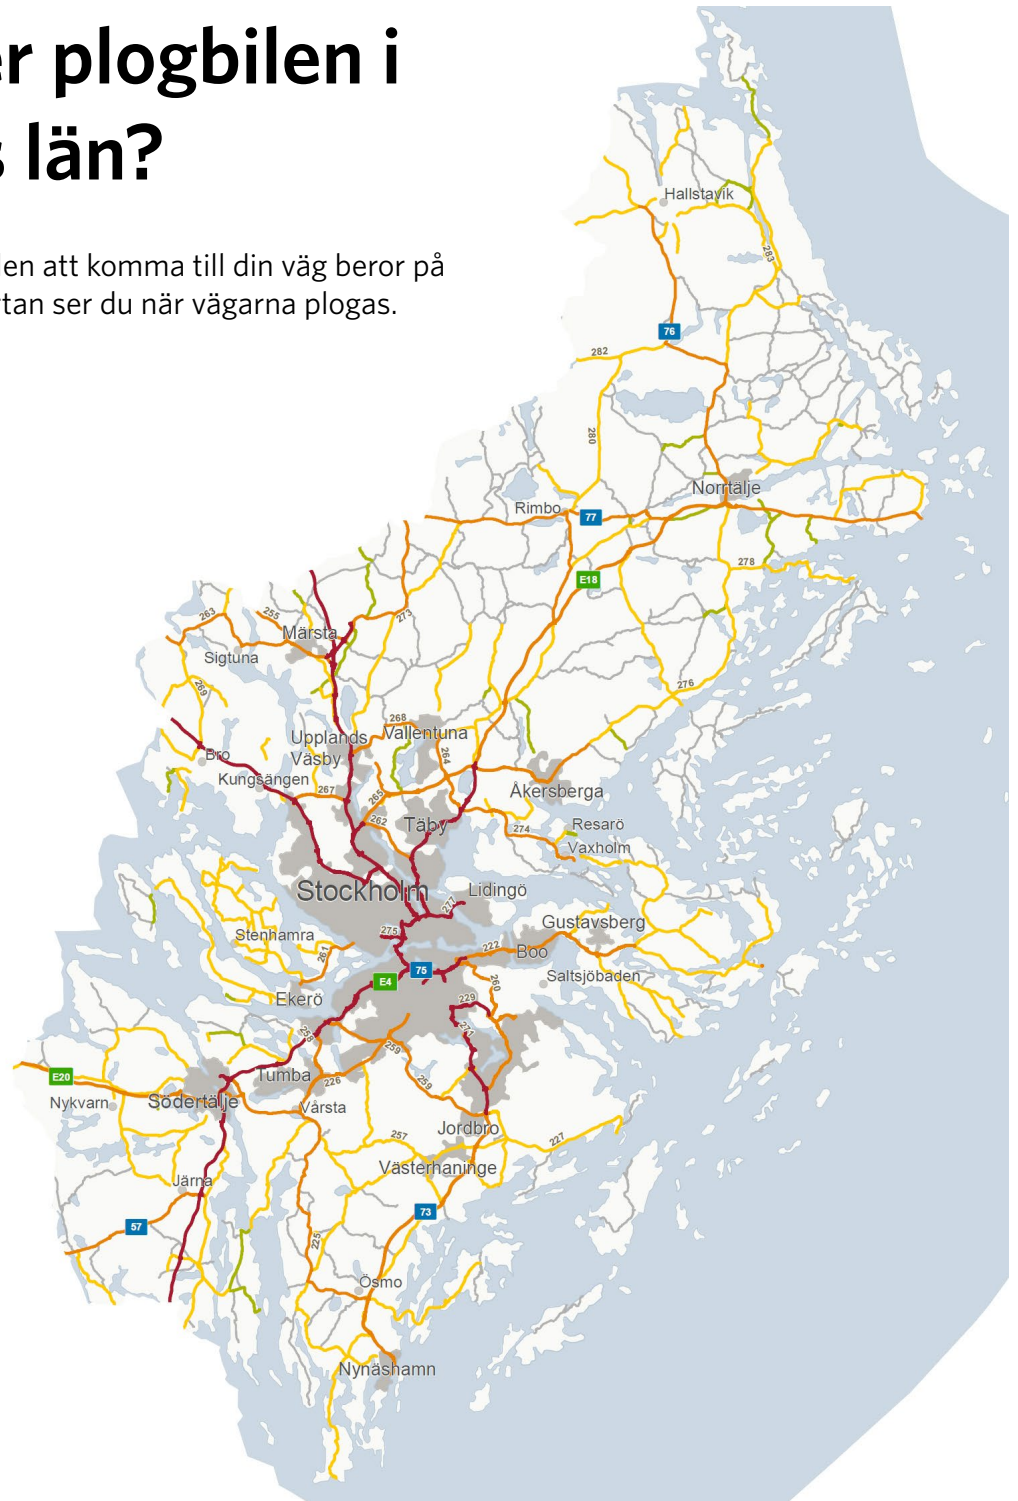 er plogbilen i
s län?
len att komma till din väg beror på
rtan ser du när vägarna plogas.
Hallstavik
283
76
282
280
Norrtälje
Rimbo
77
E18
278
263
255
273
Märsta
Sigtuna
269
276
268
Vallentuna
Upplands
Väsby
264
Bro
Kungsängen
267
265
Åkersberga
262
Täby
274
Resarö
Vaxholm
Stockholm
Lidingö
277
Gustavsberg
Stenhamra
275
261
222
Boo
75
E4
Saltsjöbaden
260
Ekerö
229
271
258
259
E20
Tumba
226
259
Nykvarn
Södertälje
Vårsta
Jordbro
257
227
Västerhaninge
Järna
73
57
225
Ösmo
Nynäshamn